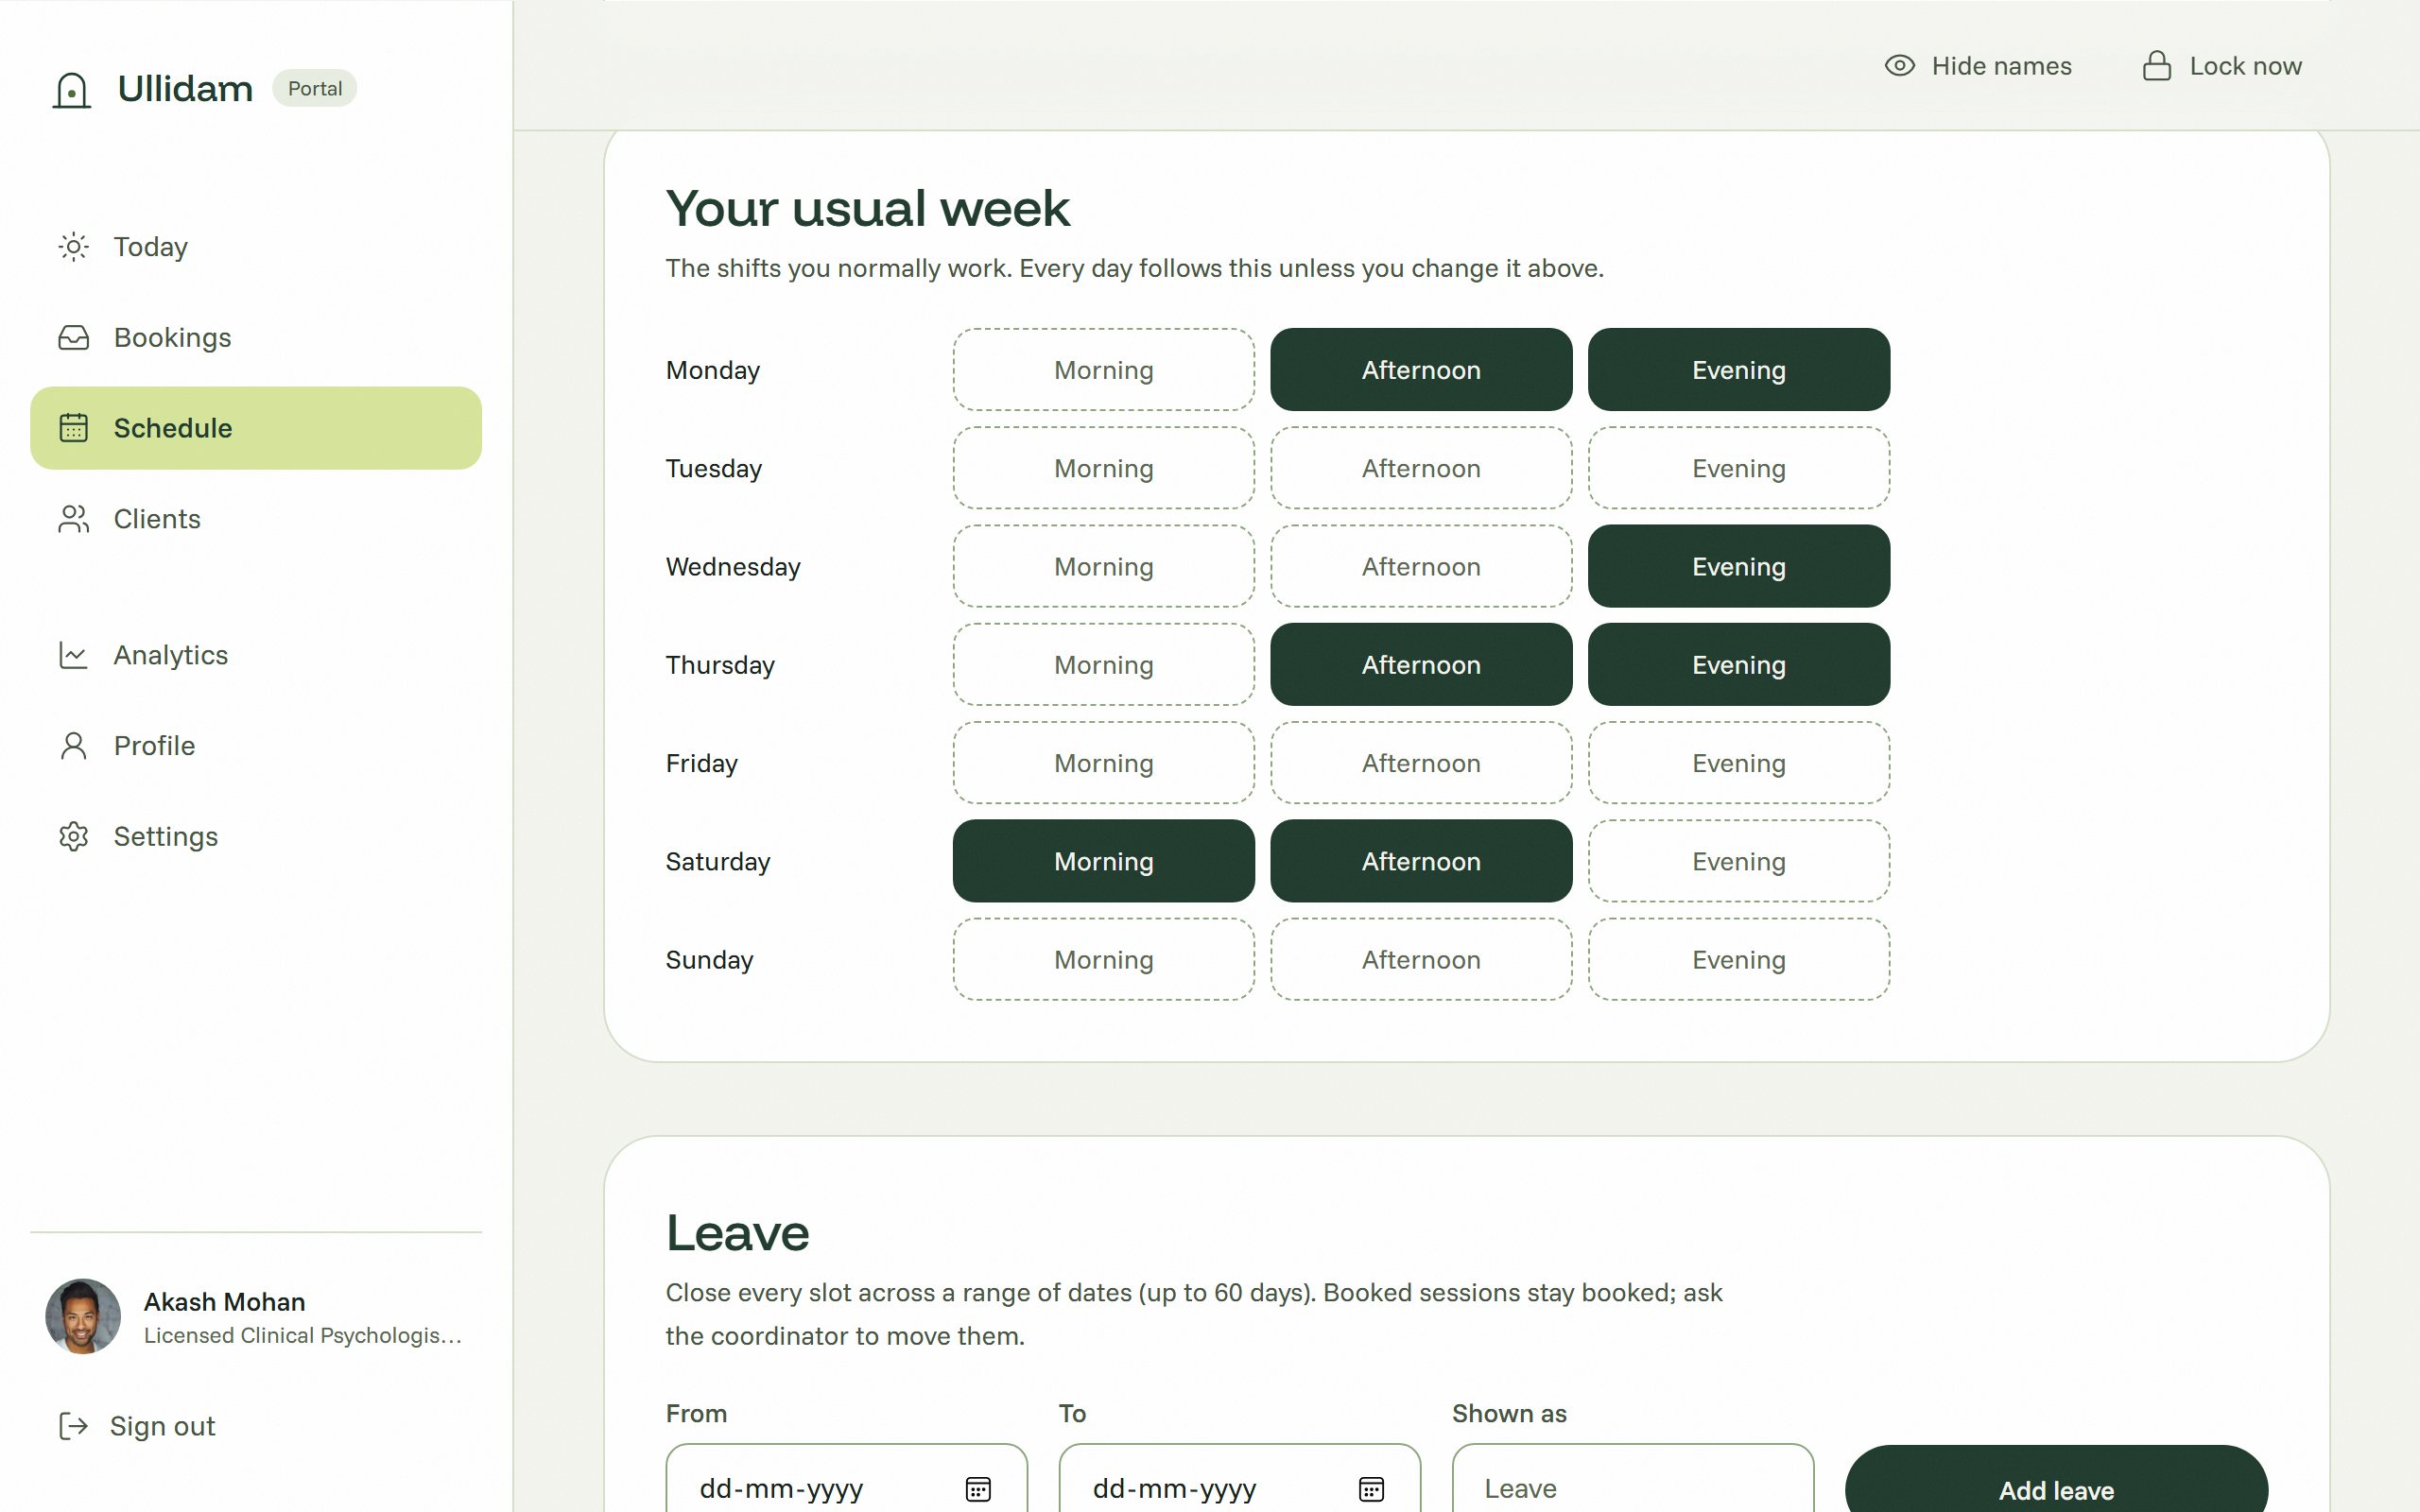 Ullidam Portal
Hide names
Lock now
Today
Bookings
Schedule
Clients
Analytics
Profile
Settings
Akash Mohan
Licensed Clinical Psychologis…
Sign out
Your usual week
The shifts you normally work. Every day follows this unless you change it above.
Monday Morning Afternoon Evening
Tuesday Morning Afternoon Evening
Wednesday Morning Afternoon Evening
Thursday Morning Afternoon Evening
Friday Morning Afternoon Evening
Saturday Morning Afternoon Evening
Sunday Morning Afternoon Evening
Leave
Close every slot across a range of dates (up to 60 days). Booked sessions stay booked; ask
the coordinator to move them.
From To Shown as
dd-mm-yyyy dd-mm-yyyy Leave Add leave